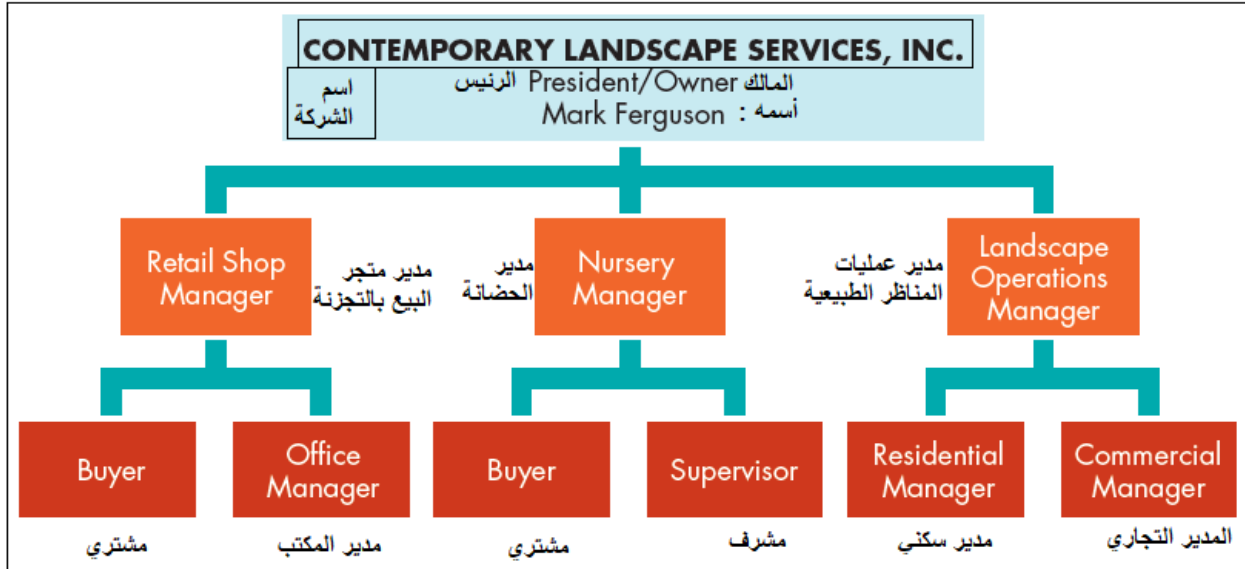 CONTEMPORARY LANDSCAPE SERVICES, INC.
المالك President/Owner الرئيس
أسمه : Mark Ferguson
اسم
الشركة
Retail Shop
Manager
مدير متجر
البيع بالتجزنة
Nursery
Manager
مدير
الحضانة
Landscape
Operations
Manager
مدير عمليات
المناظر الطبيعية
Buyer
مشتري
Office
Manager
مدير المكتب
Buyer
مشتري
Supervisor
مشرف
Residential
Manager
مدير سكني
Commercial
Manager
المدير التجاري